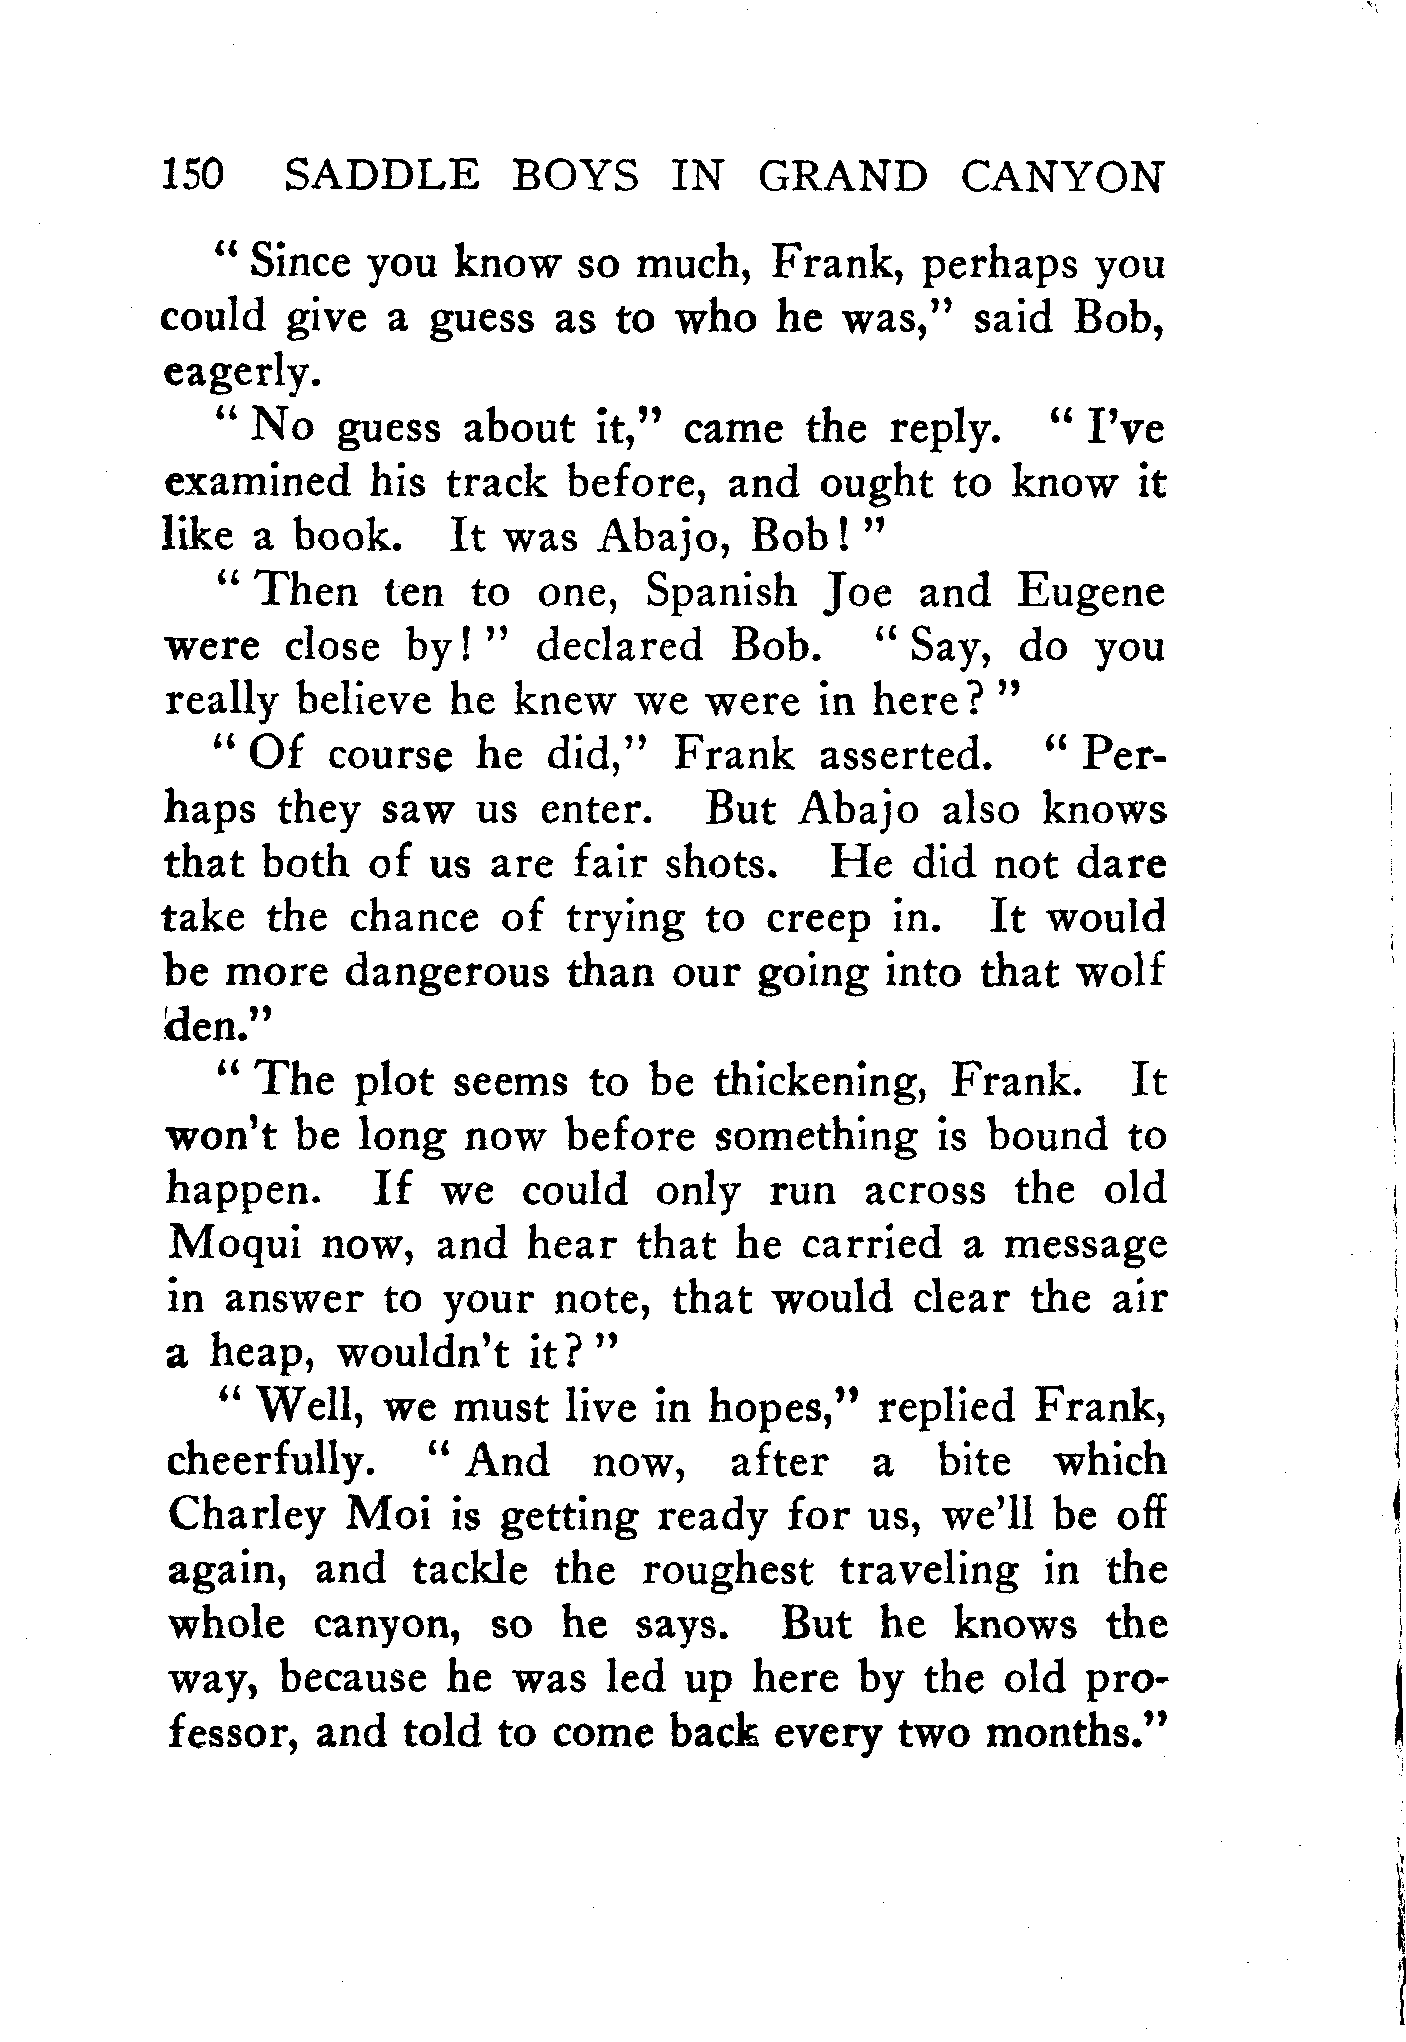 150 SADDLE BOYS IN GRAND CANYON
“ Since you know so much, Frank, perhaps you
could give a guess as to who he was,” said Bob,
eagerly.
“ No guess about it,” came the reply. “ I’ve
examined his track before, and ought to know it
like a book. It was Abajo, Bob! ”
“ Then ten to one, Spanish Joe and Eugene
were close by! ” declared Bob. “ Say, do you
really believe he knew we were in here? ”
“ Of course he did,” Frank asserted. “ Per-
haps they saw us enter. But Abajo also knows
that both of us are fair shots. He did not dare
take the chance of trying to creep in. It would
be more dangerous than our going into that wolf
den.”
“ The plot seems to be thickening, Frank. It
won’t be long now before something is bound to
happen. If we could only run across the old
Moqui now, and hear that he carried a message
in answer to your note, that would clear the air
a heap, wouldn’t it? ”
“ Well, we must live in hopes,” replied Frank,
cheerfully. “ And now, after a bite which
Charley Moi is getting ready for us, we’ll be off
again, and tackle the roughest traveling in the
whole canyon, so he says. But he knows the
way, because he was led up here by the old pro-
fessor, and told to come back every two months.”